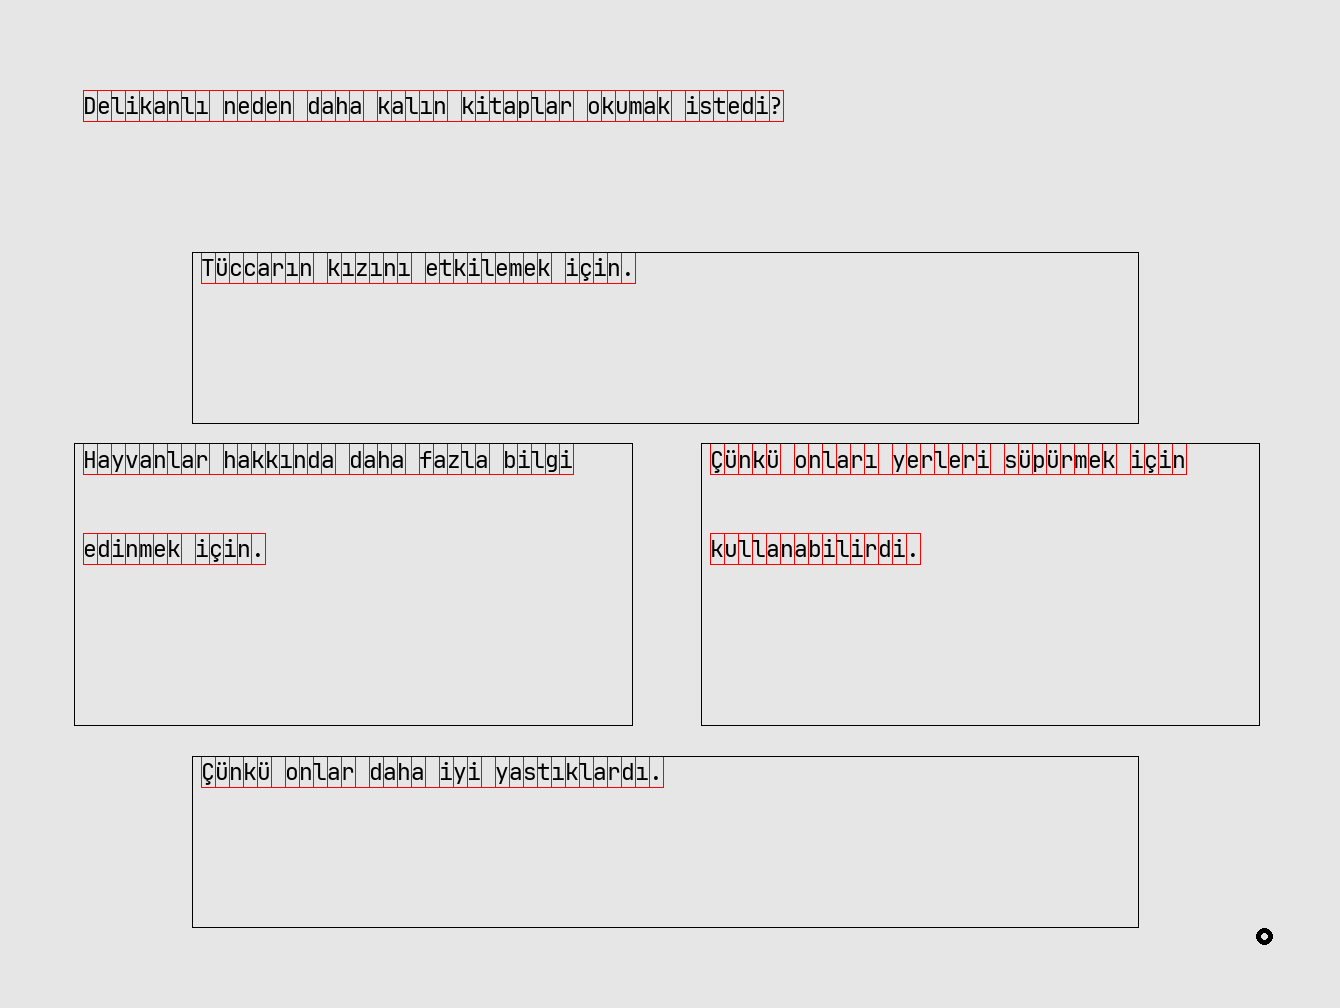 Delikanlı neden daha kalın kitaplar okumak istedi?
Tüccarın kızını etkilemek için.
Hayvanlar hakkında daha fazla bilgi
edinmek için.
Çünkü onları yerleri süpürmek için
kullanabilirdi.
Çünkü onlar daha iyi yastıklardı.